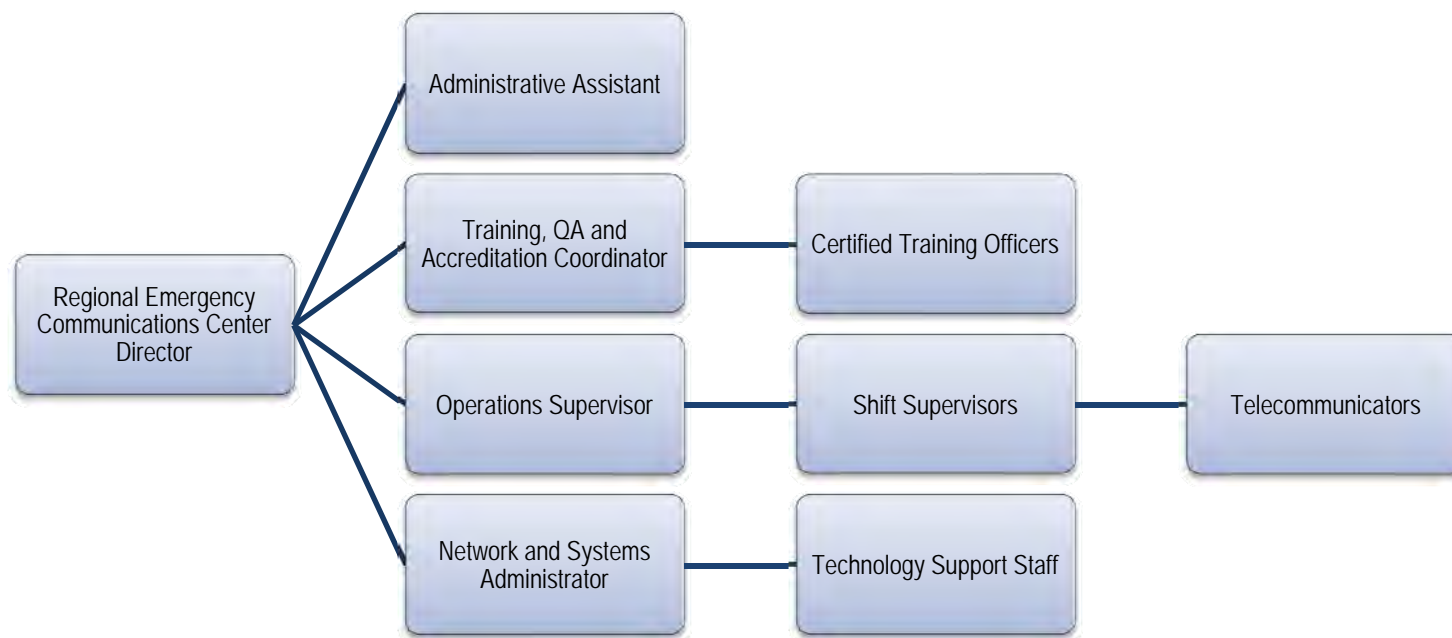 Administrative Assistant
Training, QA and
Accreditation Coordinator
Certified Training Officers
Regional Emergency
Communications Center
Director
Operations Supervisor
Shift Supervisors
Telecommunicators
Network and Systems
Administrator
Technology Support Staff